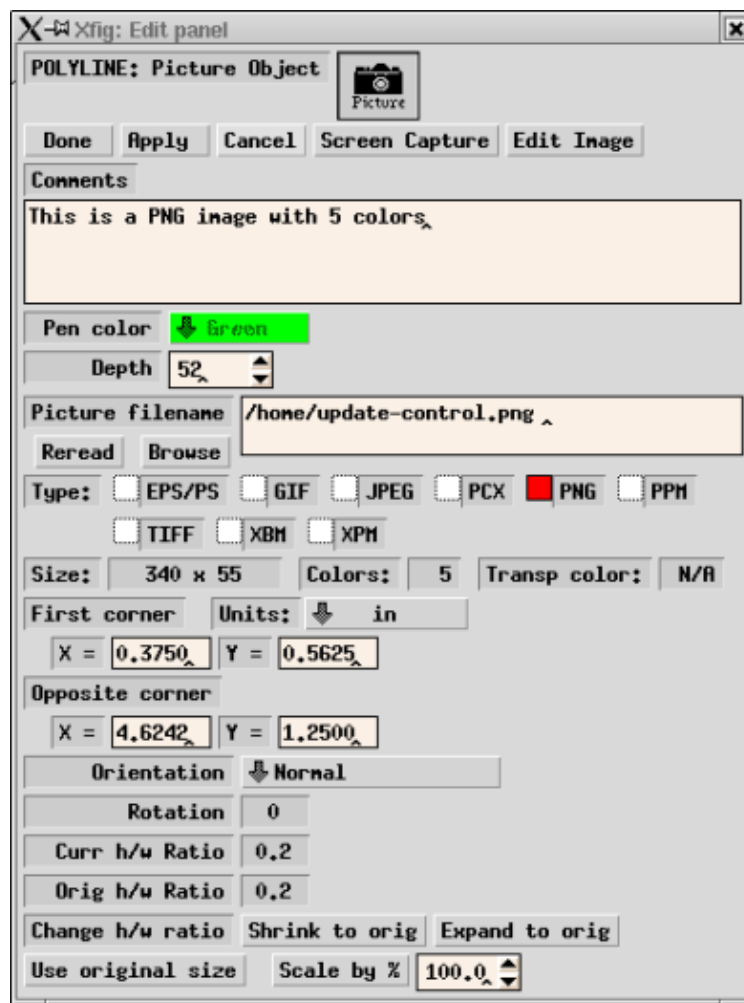 Xfig: Edit panel
POLYLINE: Picture Object
Picture
Done Apply Cancel Screen Capture Edit Image
Comments
This is a PNG image with 5 colors
Pen color Green
Depth 52
Picture filename /home/update-control.png
Reread Browse
Type: EPS/PS GIF JPEG PCX PNG PPM
TIFF XBM XPM
Size: 340 x 55 Colors: 5 Transp color: N/A
First corner Units: in
X = 0.3750 Y = 0.5625
Opposite corner
X = 4.6242 Y = 1.2500
Orientation Normal
Rotation 0
Curr h/w Ratio 0.2
Orig h/w Ratio 0.2
Change h/w ratio Shrink to orig Expand to orig
Use original size Scale by % 100.0